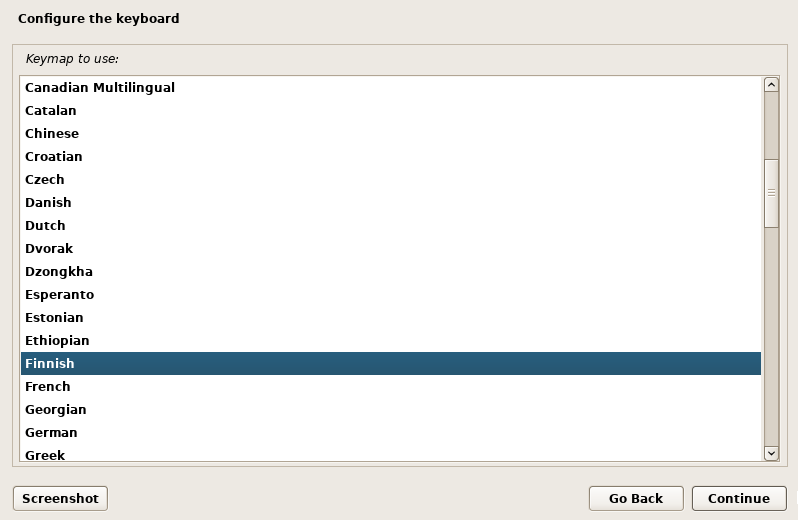 Configure the keyboard
Keymap to use:
Canadian Multilingual
Catalan
Chinese
Croatian
Czech
Danish
Dutch
Dvorak
Dzongkha
Esperanto
Estonian
Ethiopian
Finnish
French
Georgian
German
Greek
Screenshot
Go Back
Continue